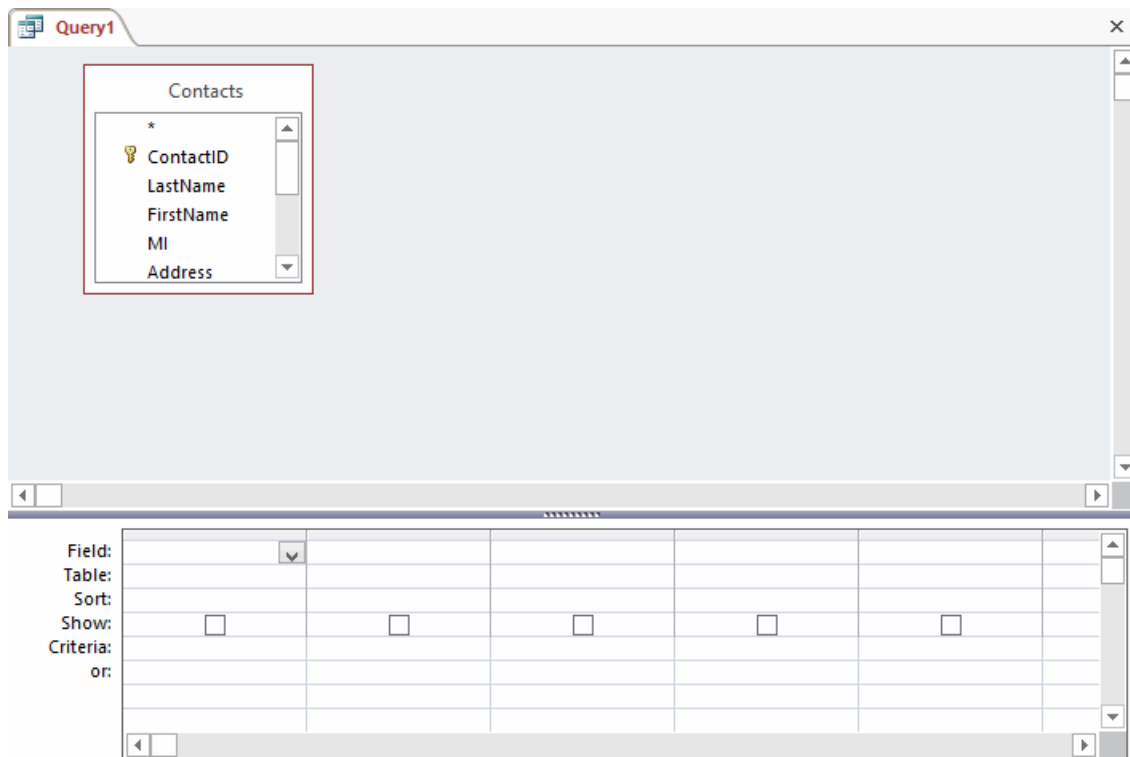 Query1
Contacts
*
ContactID
LastName
FirstName
MI
Address
Field:
Table:
Sort:
Show:
Criteria:
or: